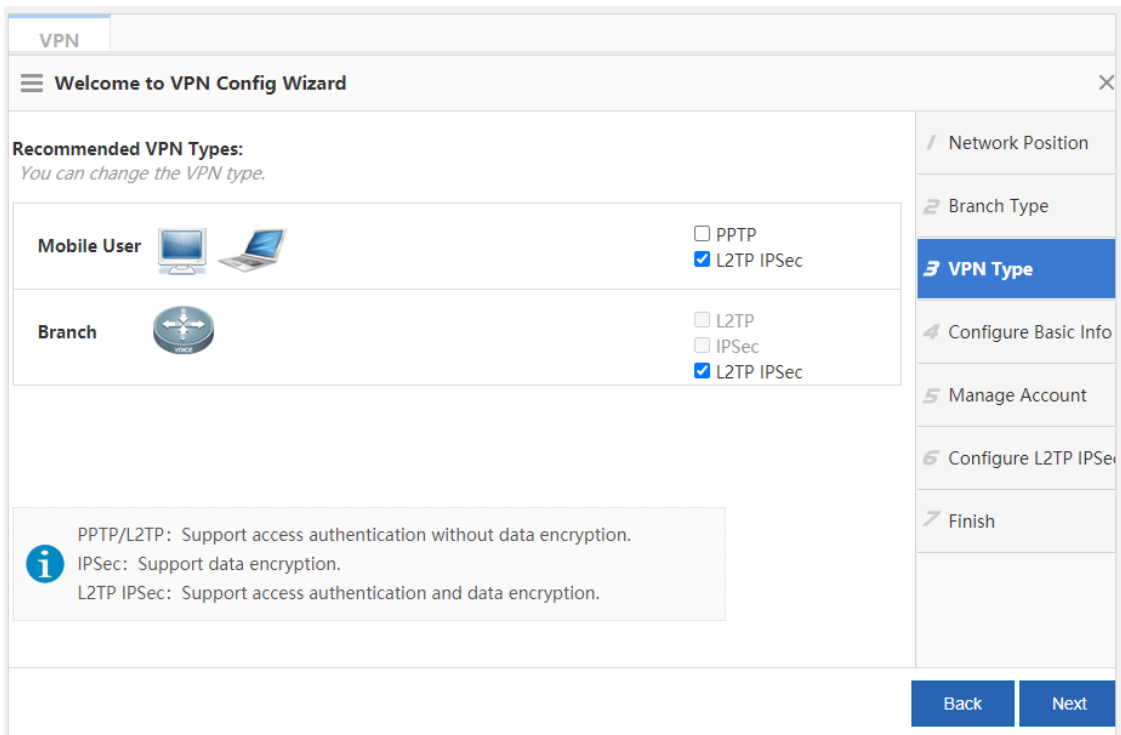 VPN
Welcome to VPN Config Wizard
Recommended VPN Types:
You can change the VPN type.
Mobile User
PPTP
L2TP IPSec
Branch
VOICE
L2TP
IPSec
L2TP IPSec
PPTP/L2TP: Support access authentication without data encryption.
IPSec: Support data encryption.
L2TP IPSec: Support access authentication and data encryption.
1 Network Position
2 Branch Type
3 VPN Type
4 Configure Basic Info
5 Manage Account
6 Configure L2TP IPSe
7 Finish
Back Next